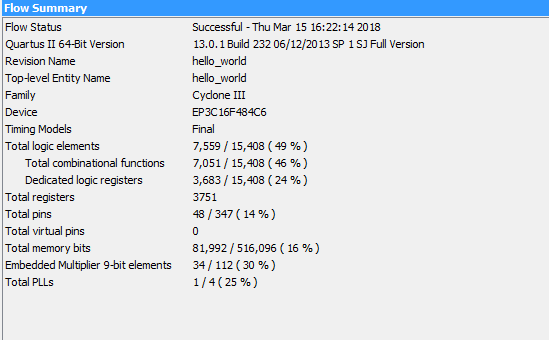 Flow Summary
Flow Status Successful - Thu Mar 15 16:22:14 2018
Quartus II 64-Bit Version 13.0.1 Build 232 06/12/2013 SP 1 SJ Full Version
Revision Name hello_world
Top-level Entity Name hello_world
Family Cyclone III
Device EP3C16F484C6
Timing Models Final
Total logic elements 7,559 / 15,408 ( 49 % )
Total combinational functions 7,051 / 15,408 ( 46 % )
Dedicated logic registers 3,683 / 15,408 ( 24 % )
Total registers 3751
Total pins 48 / 347 ( 14 % )
Total virtual pins 0
Total memory bits 81,992 / 516,096 ( 16 % )
Embedded Multiplier 9-bit elements 34 / 112 ( 30 % )
Total PLLs 1 / 4 ( 25 % )